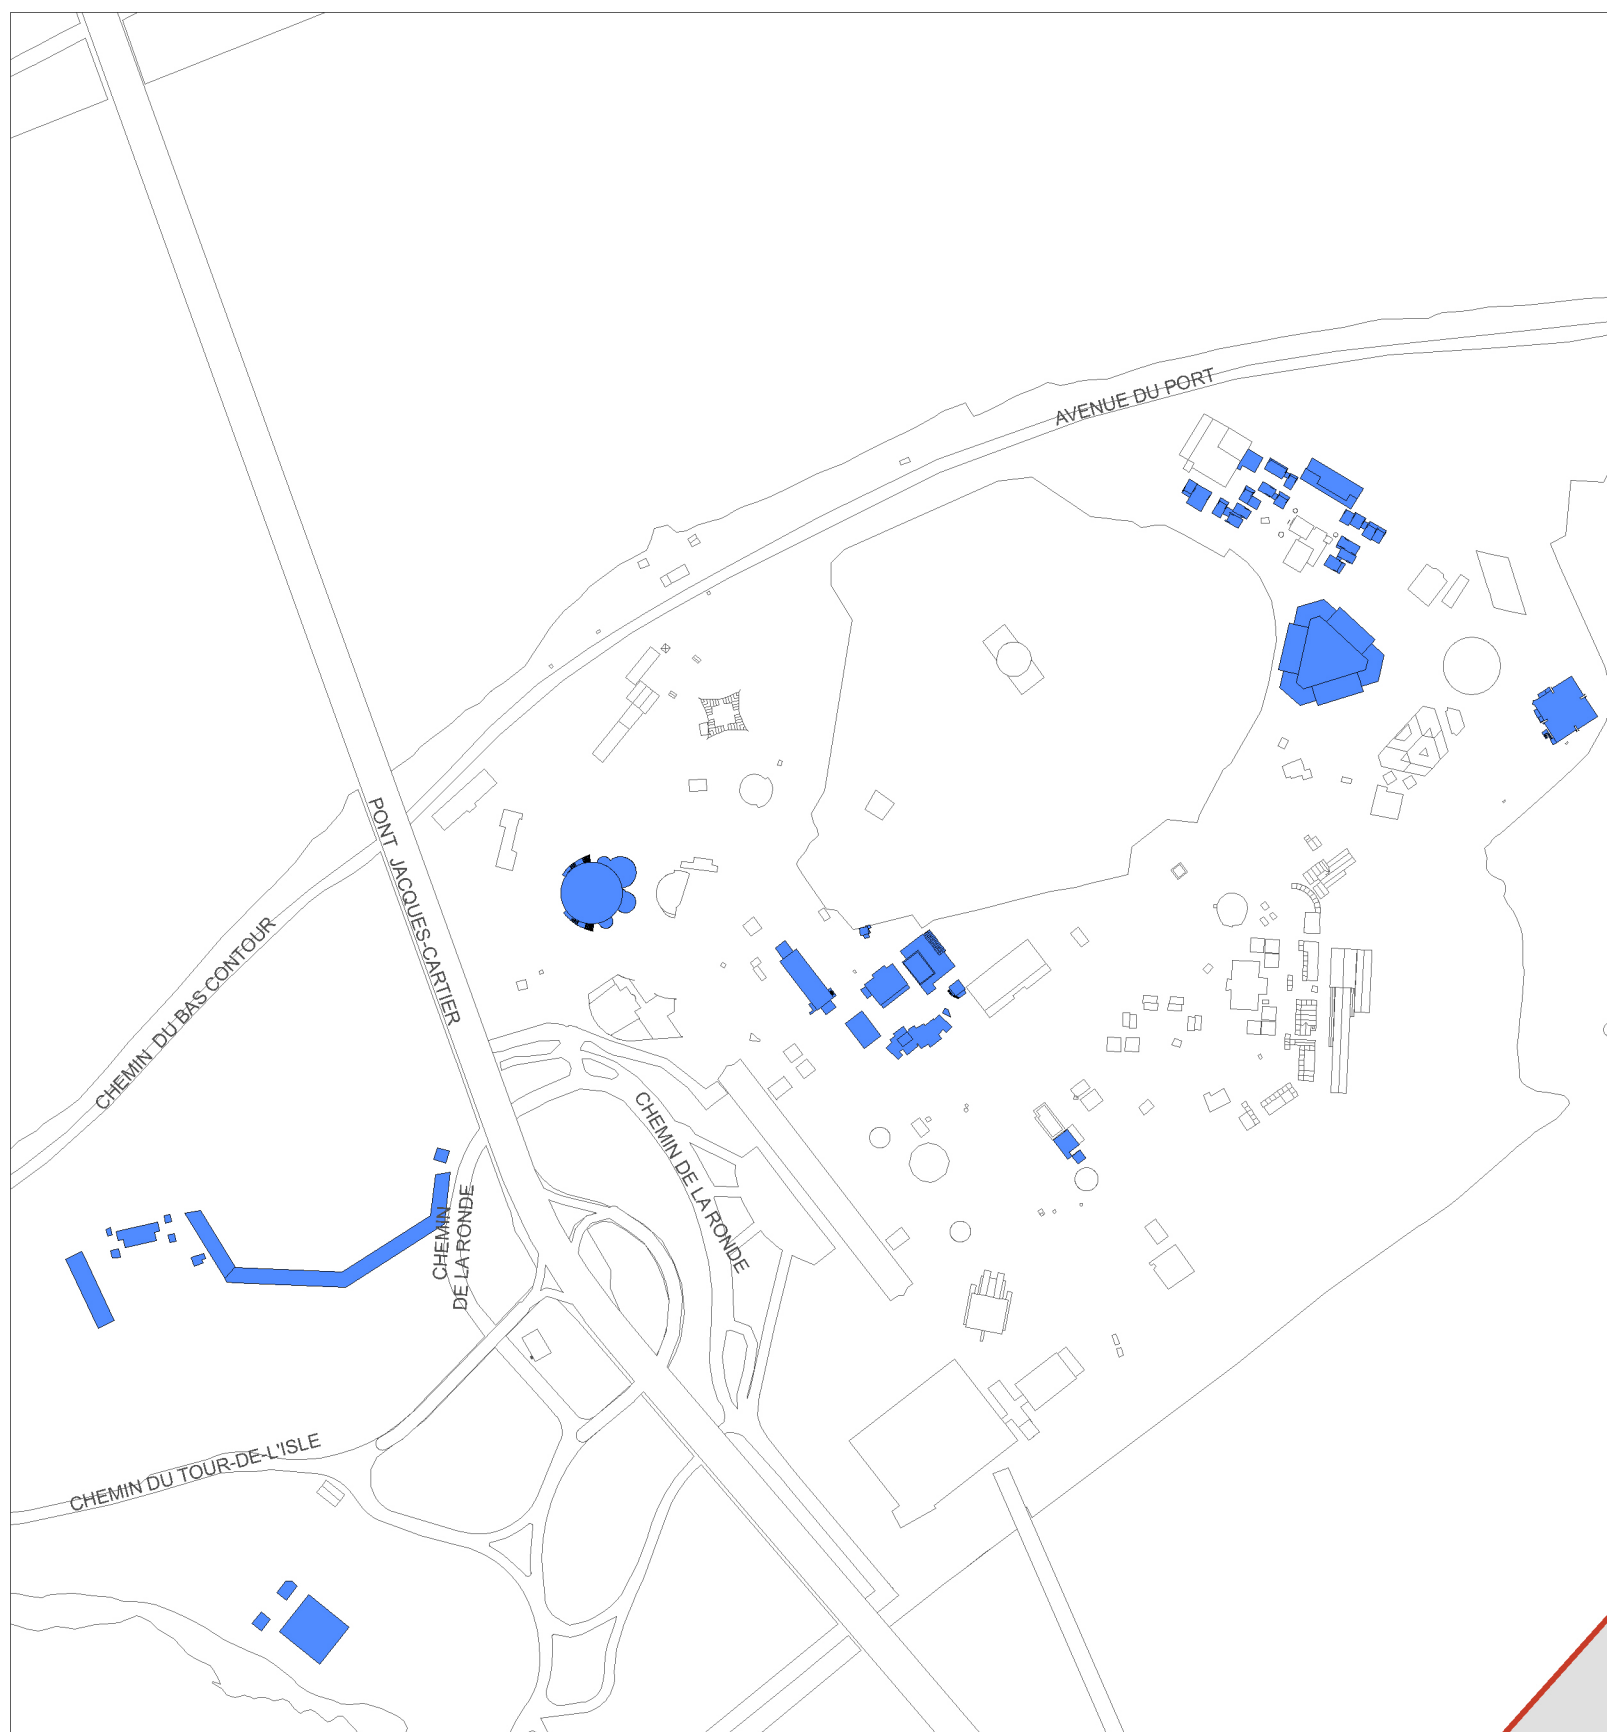 AVENUE DU PORT
PONT JACQUES-CARTIER
CHEMIN DU BAS CONTOUR
CHEMIN DE LA RONDE
CHEMIN
DE LA RONDE
CHEMIN DU TOUR-DE-L'ISLE